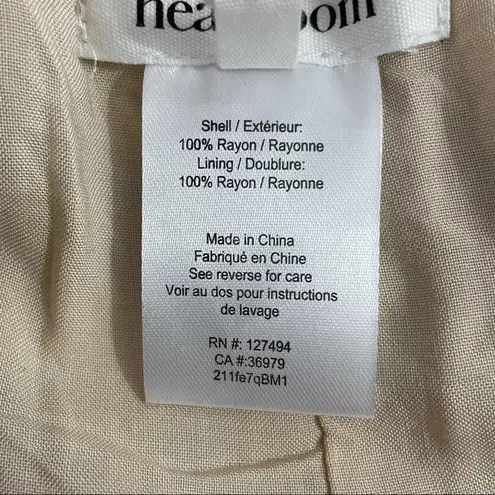 Shell / Extérieur:
100% Rayon / Rayonne
Lining / Doublure:
100% Rayon / Rayonne
Made in China
Fabriqué en Chine
See reverse for care
Voir au dos pour instructions
de lavage
RN #: 127494
CA #:36979
211fe7qBM1